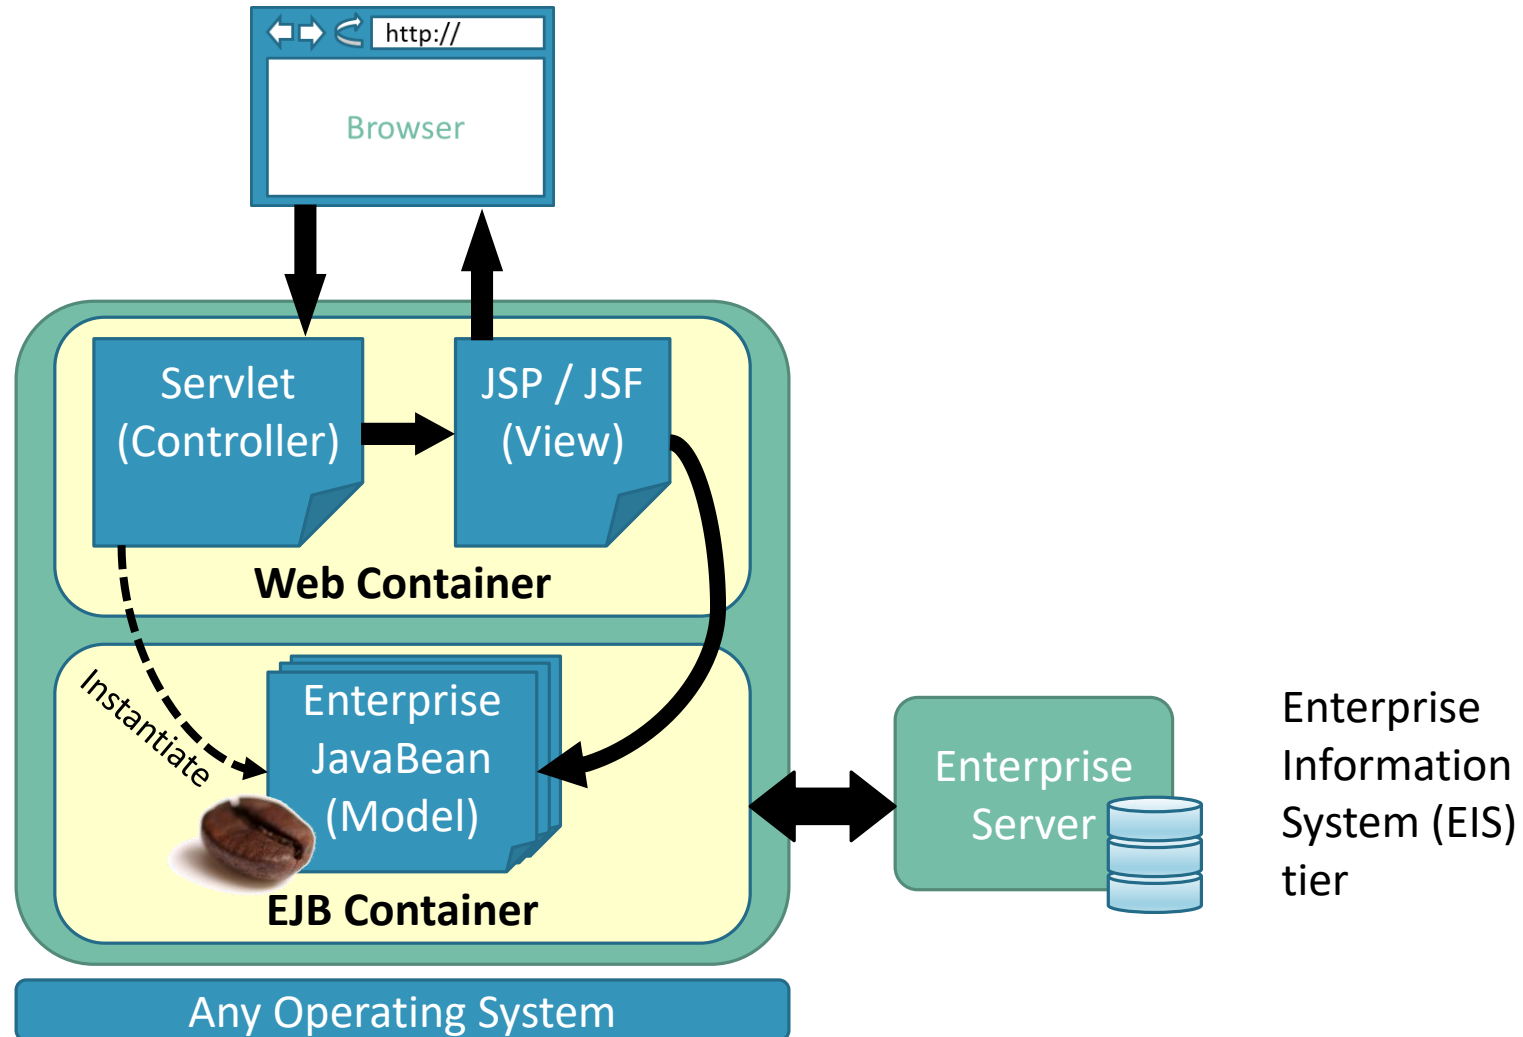 http://
Browser
Servlet
(Controller)
JSP / JSF
(View)
Web Container
Instantiate
Enterprise
JavaBean
(Model)
EJB Container
Enterprise
Server
Enterprise
Information
System (EIS)
tier
Any Operating System